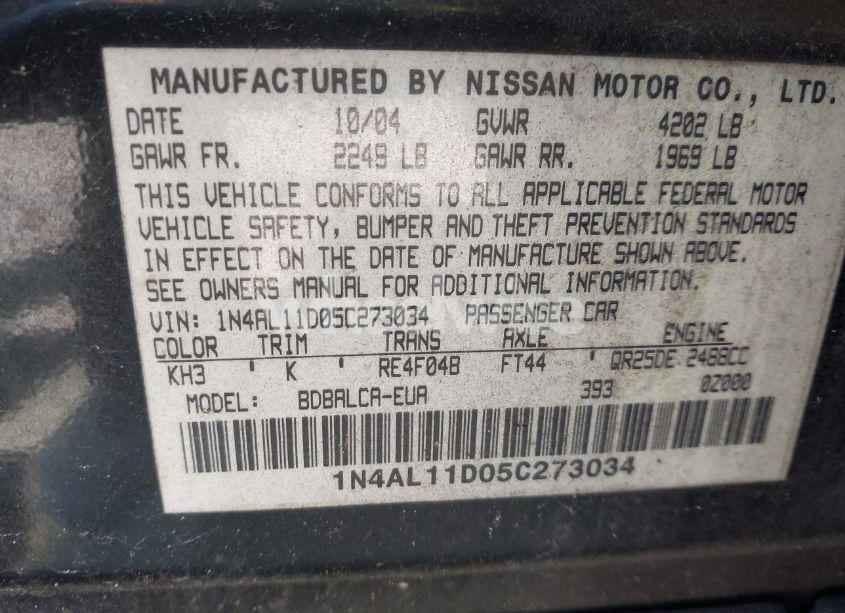 MANUFACTURED BY NISSAN MOTOR CO., LTD.
DATE 10/04 GVWR 4202 LB
GAWR FR. 2249 LB GAWR RR. 1969 LB
THIS VEHICLE CONFORMS TO ALL APPLICABLE FEDERAL MOTOR
VEHICLE SAFETY, BUMPER AND THEFT PREVENTION STANDARDS
IN EFFECT ON THE DATE OF MANUFACTURE SHOWN ABOVE.
SEE OWNERS MANUAL FOR ADDITIONAL INFORMATION.
VIN: 1N4AL11D05C273034 PASSENGER CAR
COLOR TRIM TRANS AXLE ENGINE
KH3 ' K ' RE4F04B FT44 ' QR25DE 2488CC
MODEL: BDBALCA-EUA 393 0Z000
1N4AL11D05C273034